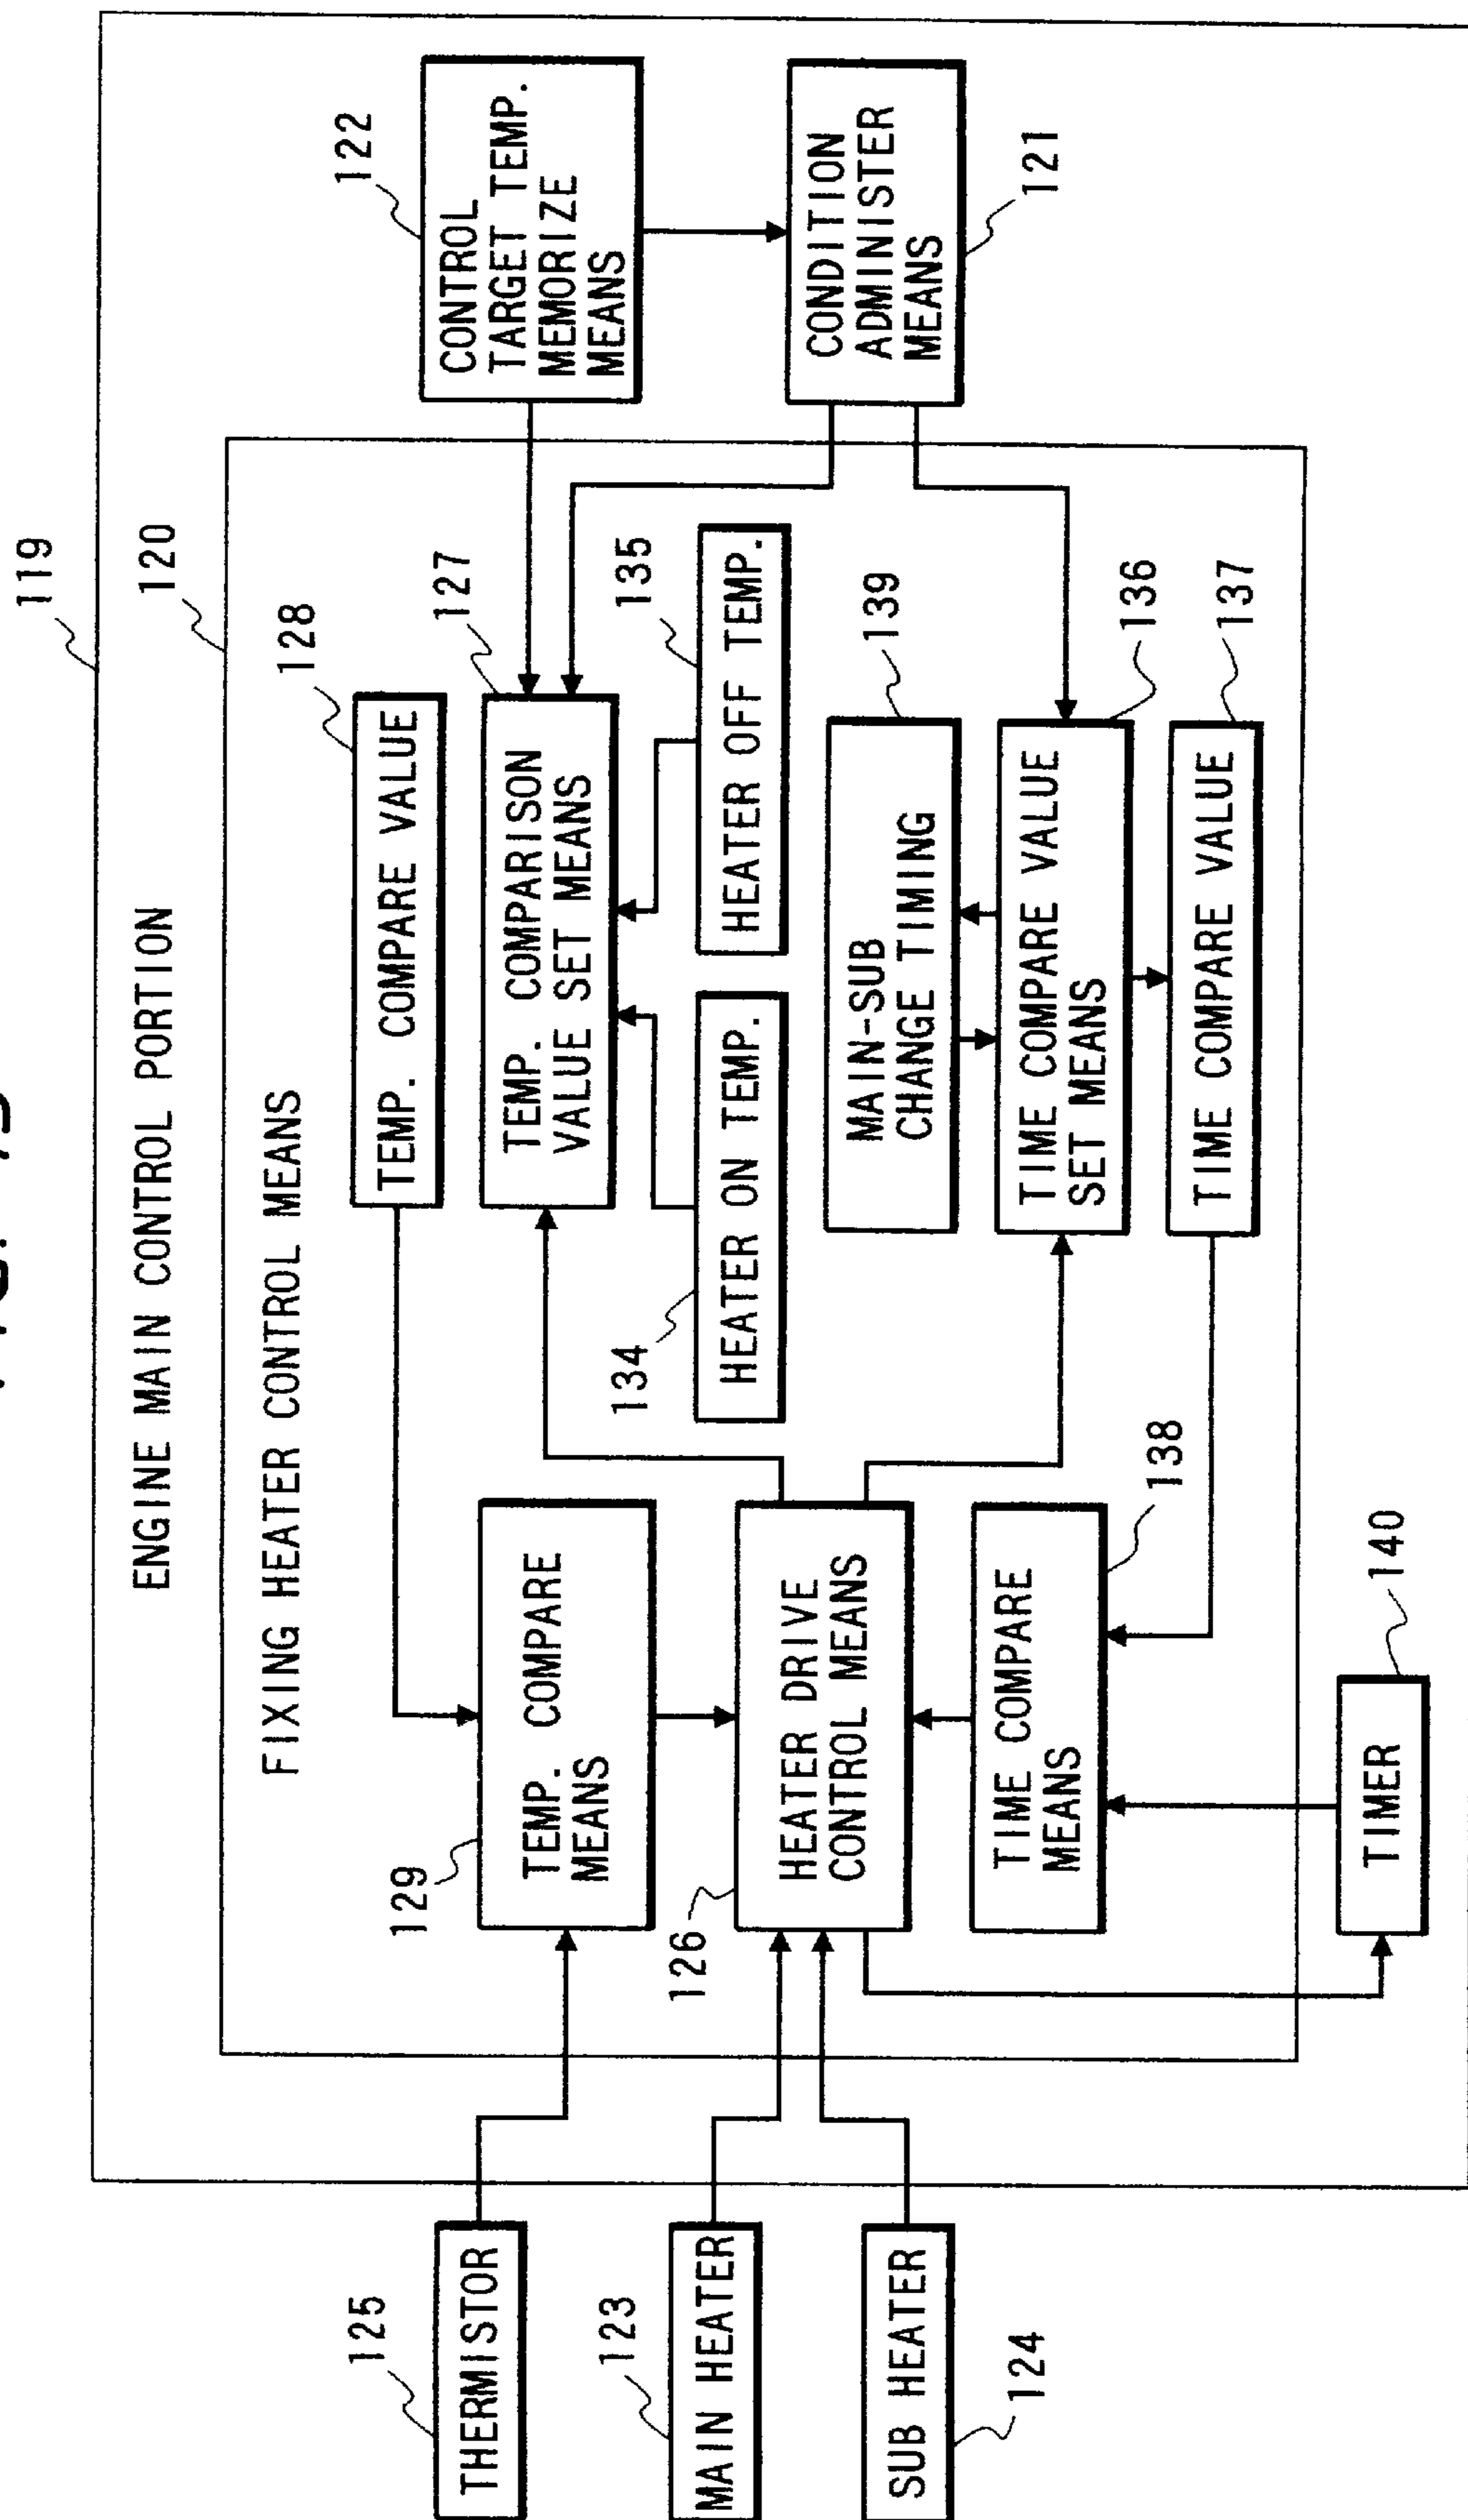 119
ENGINE MAIN CONTROL PORTION
120
FIXING HEATER CONTROL MEANS
128
TEMP. COMPARE VALUE
122
CONTROL
TARGET TEMP.
MEMORIZE
MEANS
125
THERMISTOR
129
TEMP. COMPARE
MEANS
127
TEMP. COMPARISON
VALUE SET MEANS
134
HEATER ON TEMP.
135
HEATER OFF TEMP.
123
MAIN HEATER
126
HEATER DRIVE
CONTROL MEANS
139
MAIN-SUB
CHANGE TIMING
CONDITION
ADMINISTER
MEANS
121
SUB HEATER
124
TIME COMPARE
MEANS
138
TIME COMPARE VALUE
SET MEANS
136
TIME COMPARE VALUE
137
TIMER
140